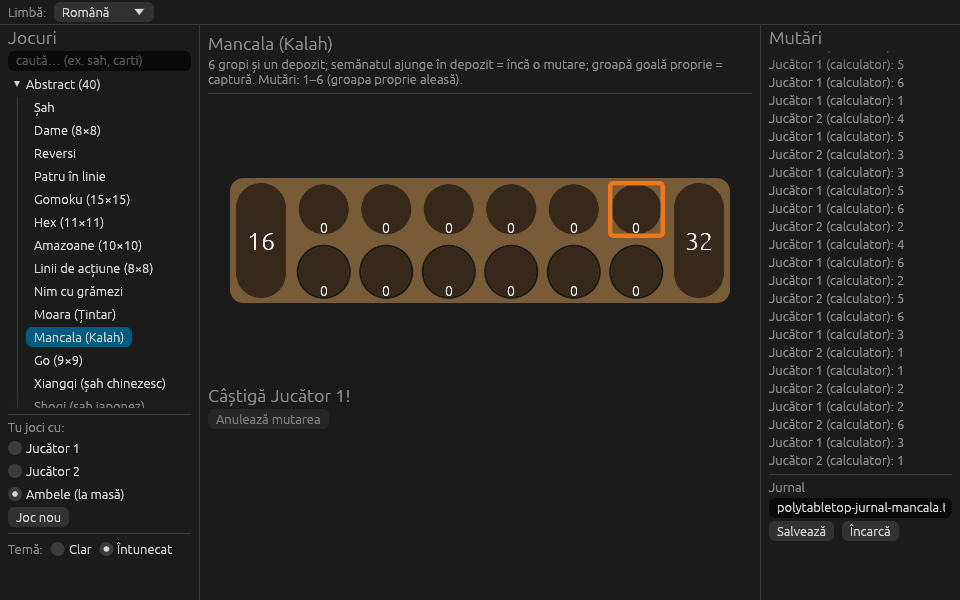 Limbă: Română
Jocuri
caută... (ex. sah, carti)
Abstract (40)
Șah
Dame (8×8)
Reversi
Patru în linie
Gomoku (15×15)
Hex (11×11)
Amazoane (10×10)
Linii de acțiune (8×8)
Nim cu grămezi
Moara (Țintar)
Mancala (Kalah)
Go (9×9)
Xiangqi (șah chinezesc)
Shogi (șah japonez)
Tu joci cu:
Jucător 1
Jucător 2
Ambele (la masă)
Joc nou
Temă: Clar Întunecat
Mancala (Kalah)
6 gropi și un depozit; semănatul ajunge în depozit = încă o mutare; groapă goală proprie =
captură. Mutări: 1–6 (groapa proprie aleasă).
0 0 0 0 0 0
16 32
0 0 0 0 0 0
Câștigă Jucător 1!
Anulează mutarea
Mutări
Jucător 1 (calculator): 5
Jucător 1 (calculator): 6
Jucător 1 (calculator): 1
Jucător 2 (calculator): 4
Jucător 1 (calculator): 5
Jucător 2 (calculator): 3
Jucător 1 (calculator): 3
Jucător 1 (calculator): 5
Jucător 1 (calculator): 6
Jucător 2 (calculator): 2
Jucător 1 (calculator): 4
Jucător 1 (calculator): 6
Jucător 1 (calculator): 2
Jucător 2 (calculator): 5
Jucător 1 (calculator): 6
Jucător 1 (calculator): 3
Jucător 2 (calculator): 1
Jucător 1 (calculator): 1
Jucător 2 (calculator): 2
Jucător 1 (calculator): 2
Jucător 2 (calculator): 6
Jucător 1 (calculator): 3
Jucător 2 (calculator): 1
Jurnal
polytabletop-jurnal-mancala.t
Salvează Încarcă